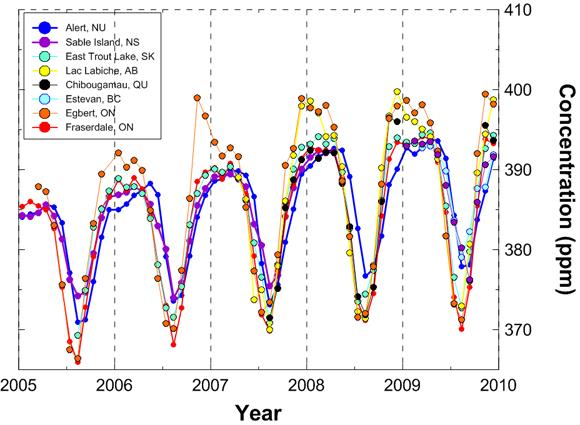 410
Alert, NU
Sable Island, NS
East Trout Lake, SK
Lac Labiche, AB
Chibougamau, QU
Estevan, BC
Egbert, ON
Fraserdale, ON
400
390
380
370
Concentration (ppm)
2005 2006 2007 2008 2009 2010
Year